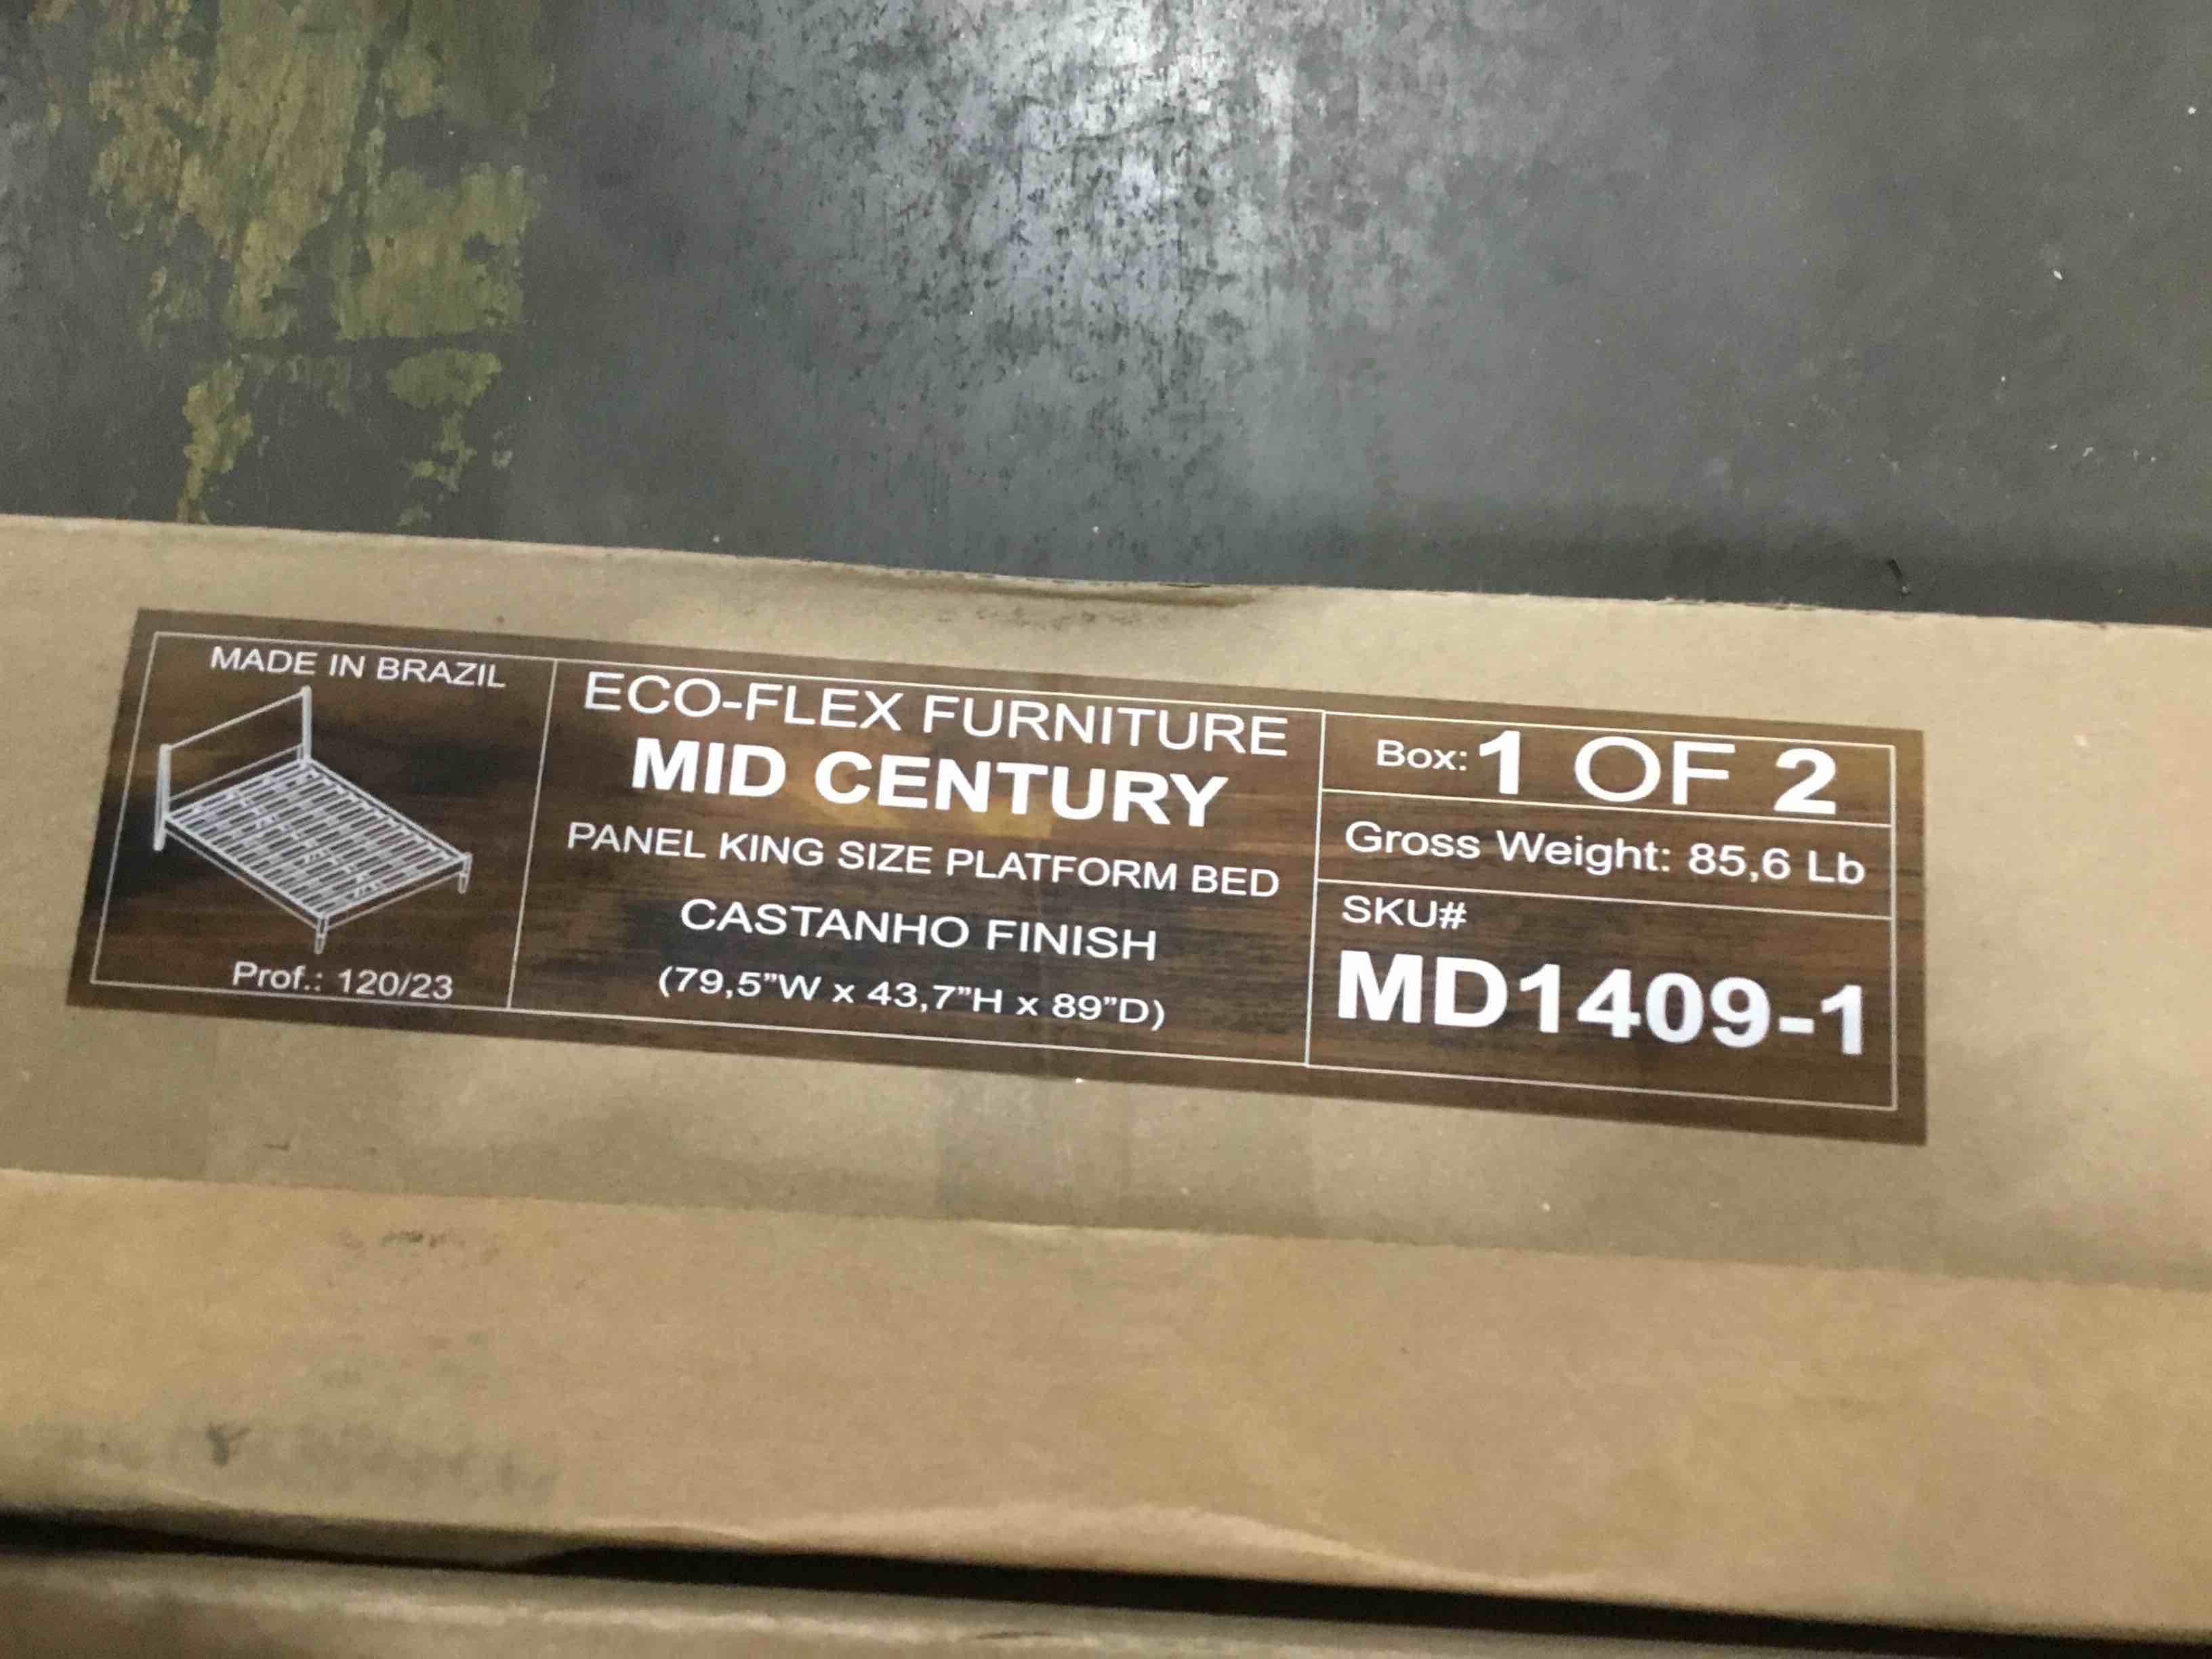 MADE IN BRAZIL
Prof.: 120/23
ECO-FLEX FURNITURE
MID CENTURY
PANEL KING SIZE PLATFORM BED
CASTANHO FINISH
(79,5”W x 43,7”H x 89”D)
Box: 1 OF 2
Gross Weight: 85,6 Lb
SKU#
MD1409-1